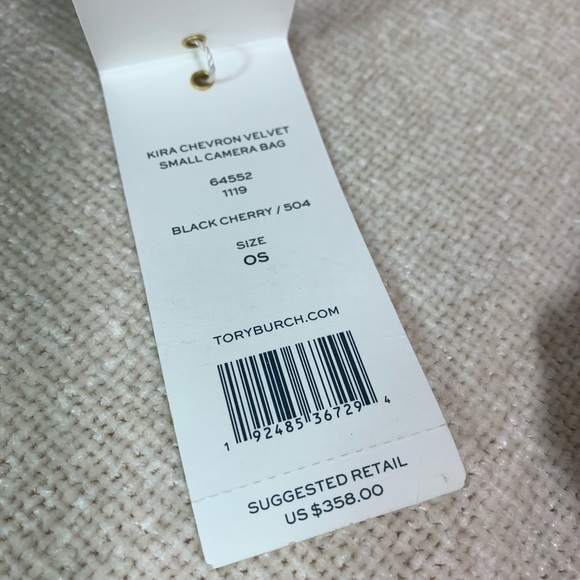 KIRA CHEVRON VELVET
SMALL CAMERA BAG
64552
1119
BLACK CHERRY / 504
SIZE
OS
TORYBURCH.COM
1 92485 36729 4
SUGGESTED RETAIL
US $358.00